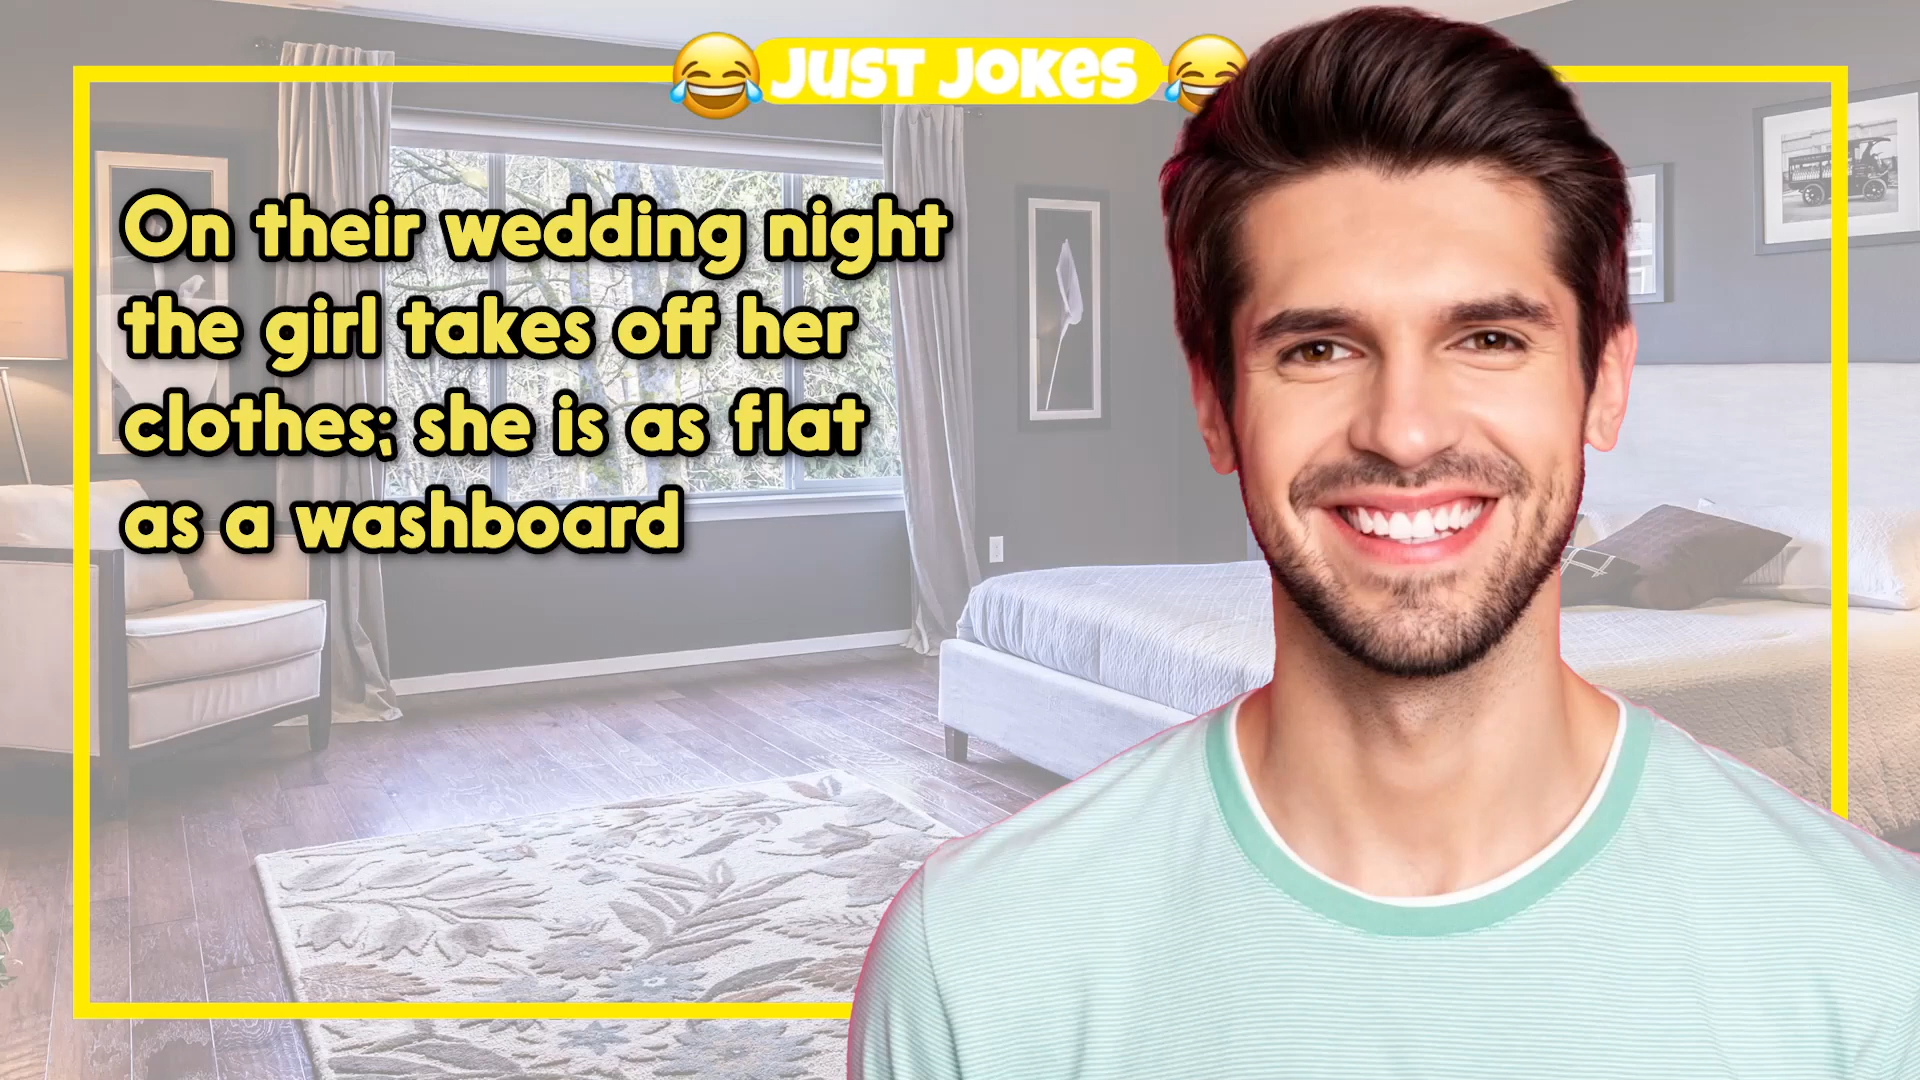 JUST JOKES
On their wedding night
the girl takes off her
clothes; she is as flat
as a washboard